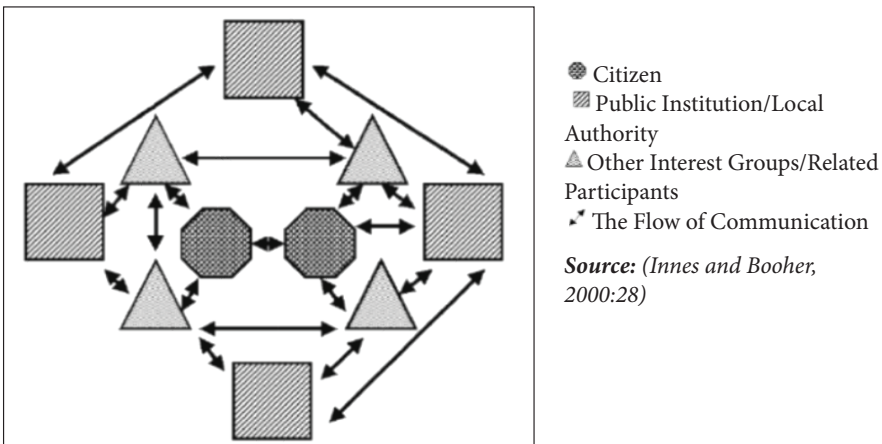 Citizen
Public Institution/Local
Authority
Other Interest Groups/Related
Participants
The Flow of Communication
Source: (Innes and Booher,
2000:28)